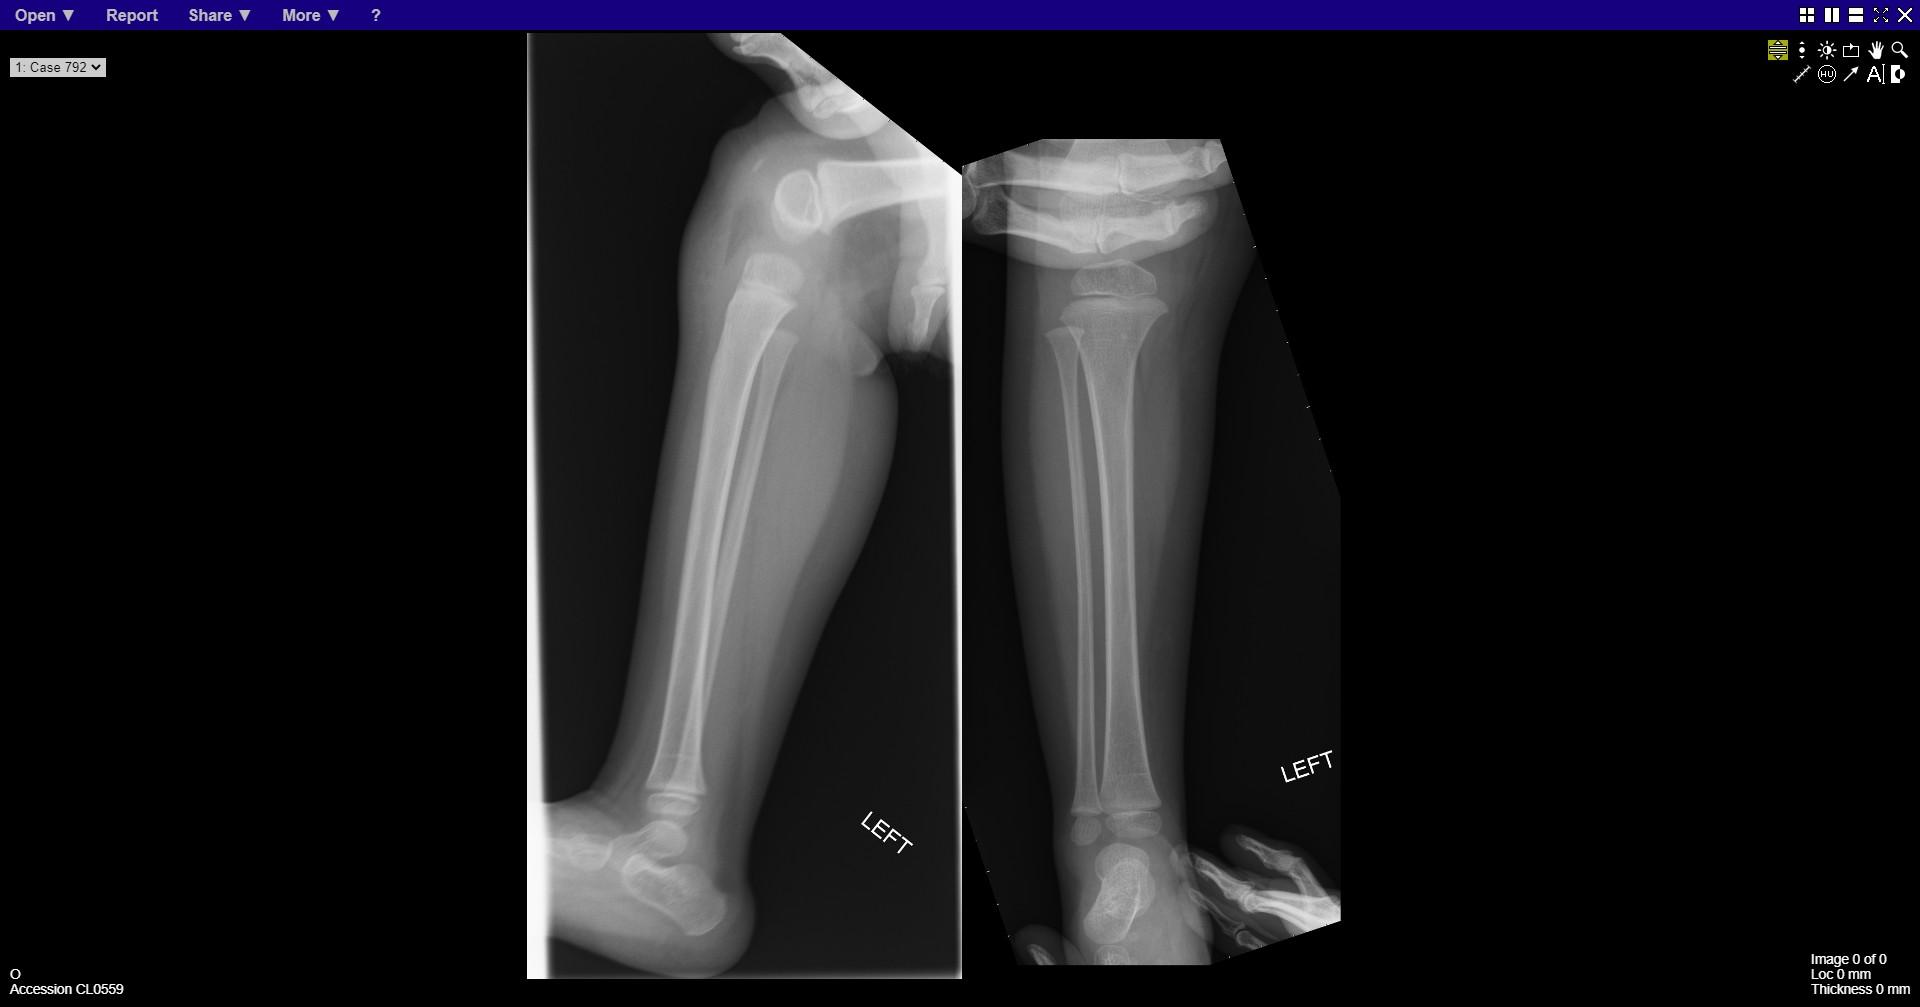 Open ▼ Report Share ▼ More ▼ ?
1: Case 792
HU
A
LEFT
LEFT
O
Accession CL0559
Image 0 of 0
Loc 0 mm
Thickness 0 mm